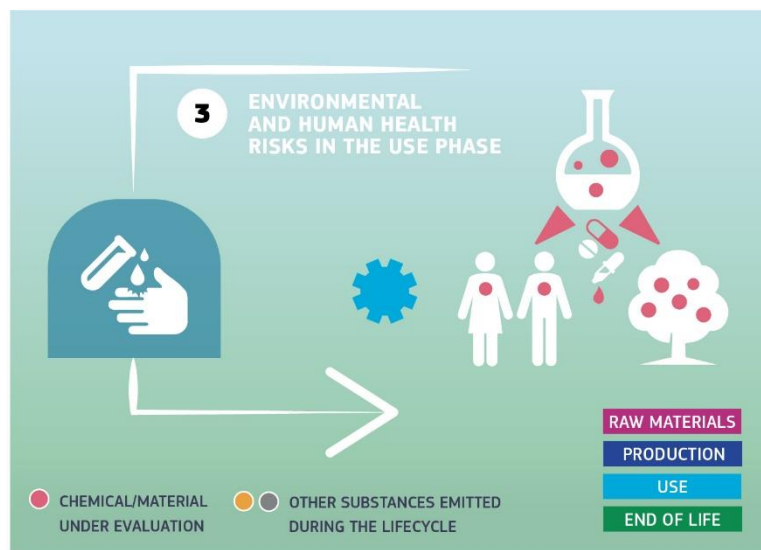 3
ENVIRONMENTAL
AND HUMAN HEALTH
RISKS IN THE USE PHASE
RAW MATERIALS
PRODUCTION
USE
END OF LIFE
CHEMICAL/MATERIAL
UNDER EVALUATION
OTHER SUBSTANCES EMITTED
DURING THE LIFECYCLE